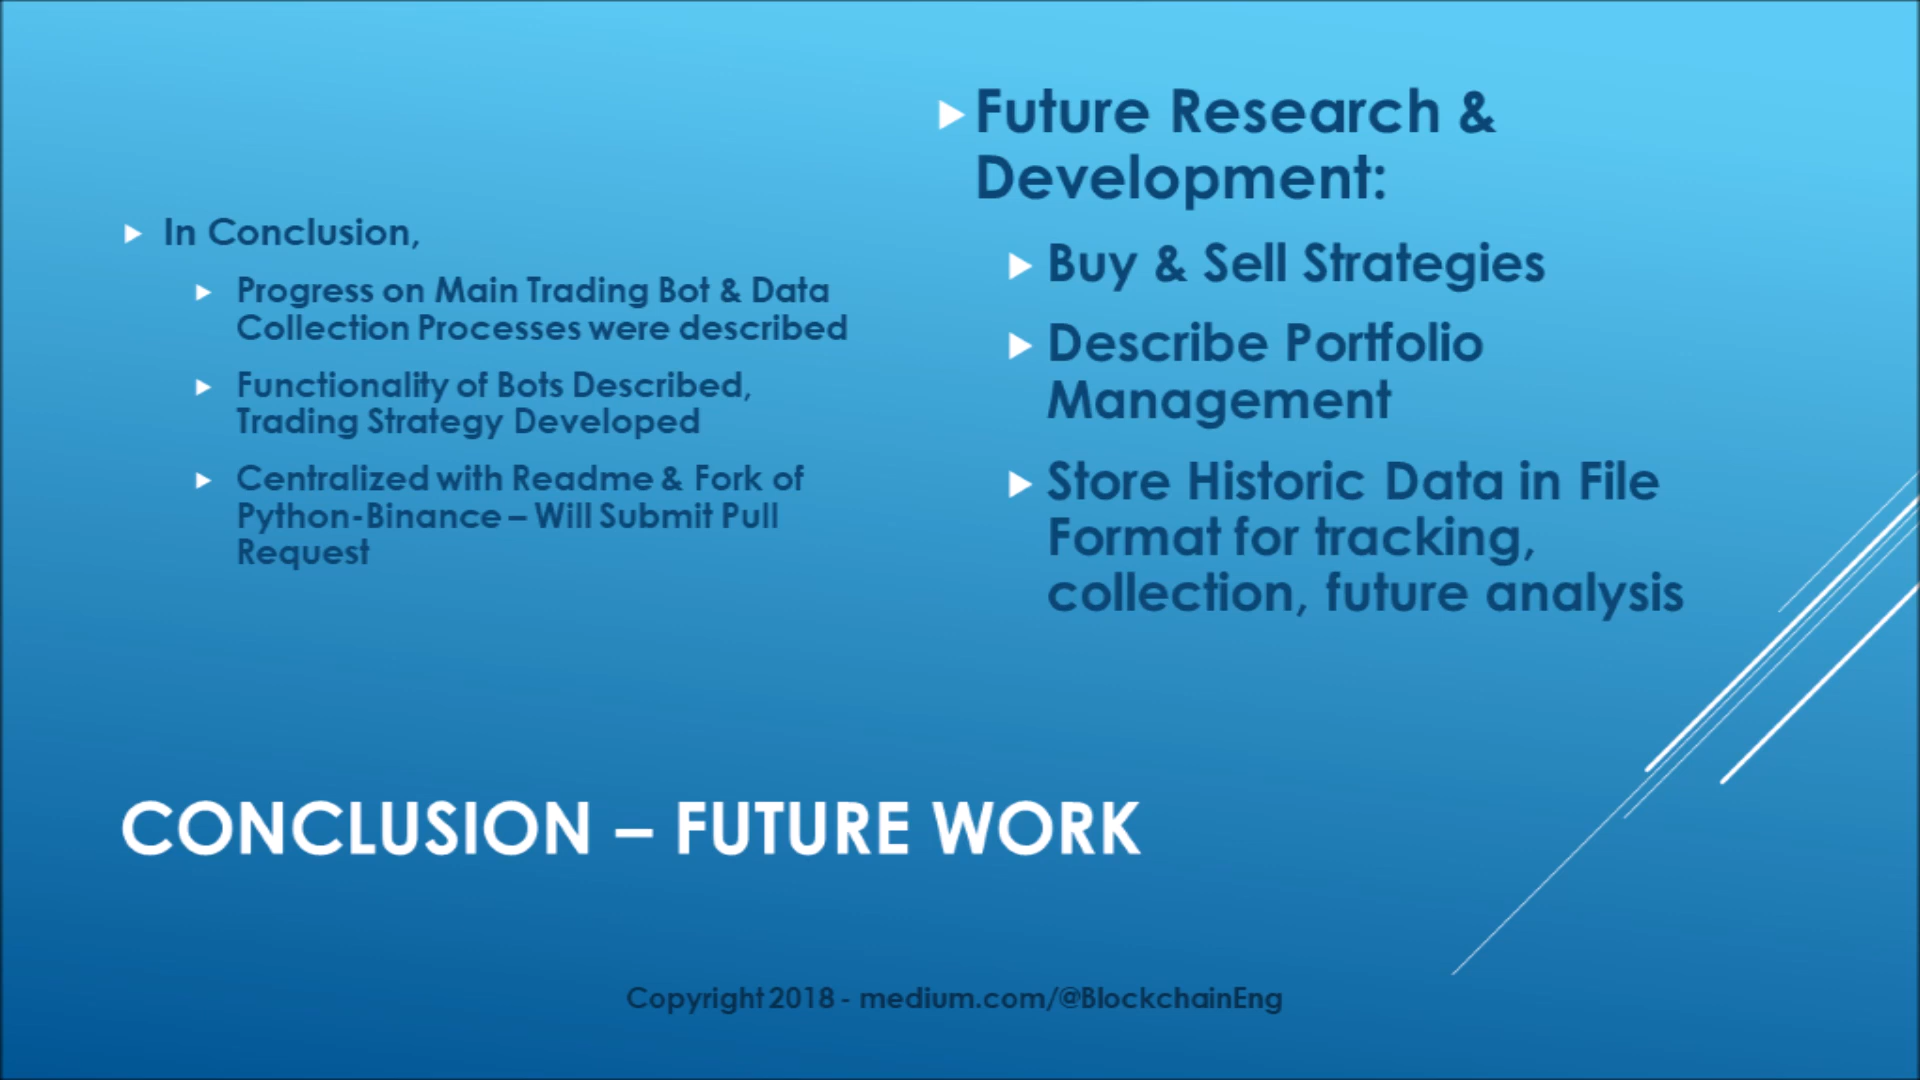 In Conclusion,
Progress on Main Trading Bot & Data
Collection Processes were described
Functionality of Bots Described,
Trading Strategy Developed
Centralized with Readme & Fork of
Python-Binance – Will Submit Pull
Request
Future Research &
Development:
Buy & Sell Strategies
Describe Portfolio
Management
Store Historic Data in File
Format for tracking,
collection, future analysis
CONCLUSION – FUTURE WORK
Copyright 2018 - medium.com/@BlockchainEng